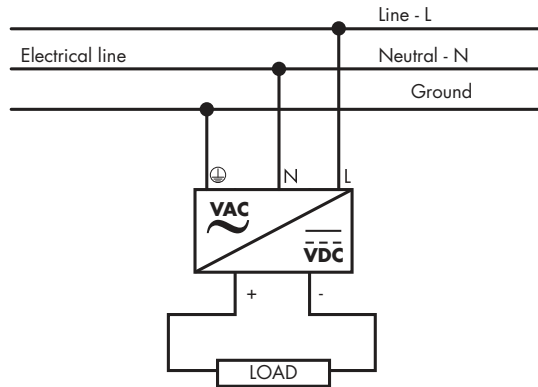 Line - L
Electrical line
Neutral - N
Ground
N
L
VAC
VDC
+
-
LOAD